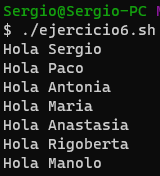 Sergio@Sergio-PC M
$ ./ejercicio6.sh
Hola Sergio
Hola Paco
Hola Antonia
Hola Maria
Hola Anastasia
Hola Rigoberta
Hola Manolo